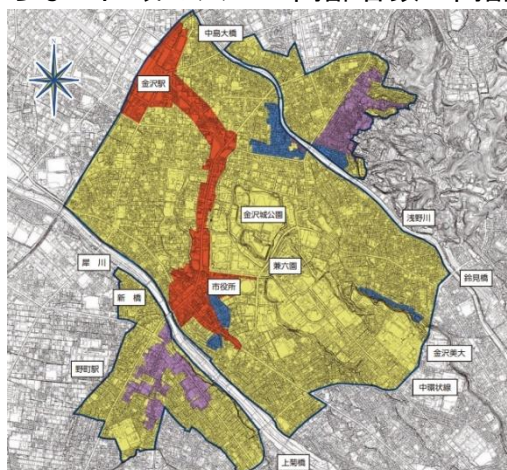 中島大橋
金沢駅
金沢城公園
浅野川
兼六園
犀 川
市役所
鈴見橋
新 橋
金沢美大
野町駅
中環状線
上菊橋